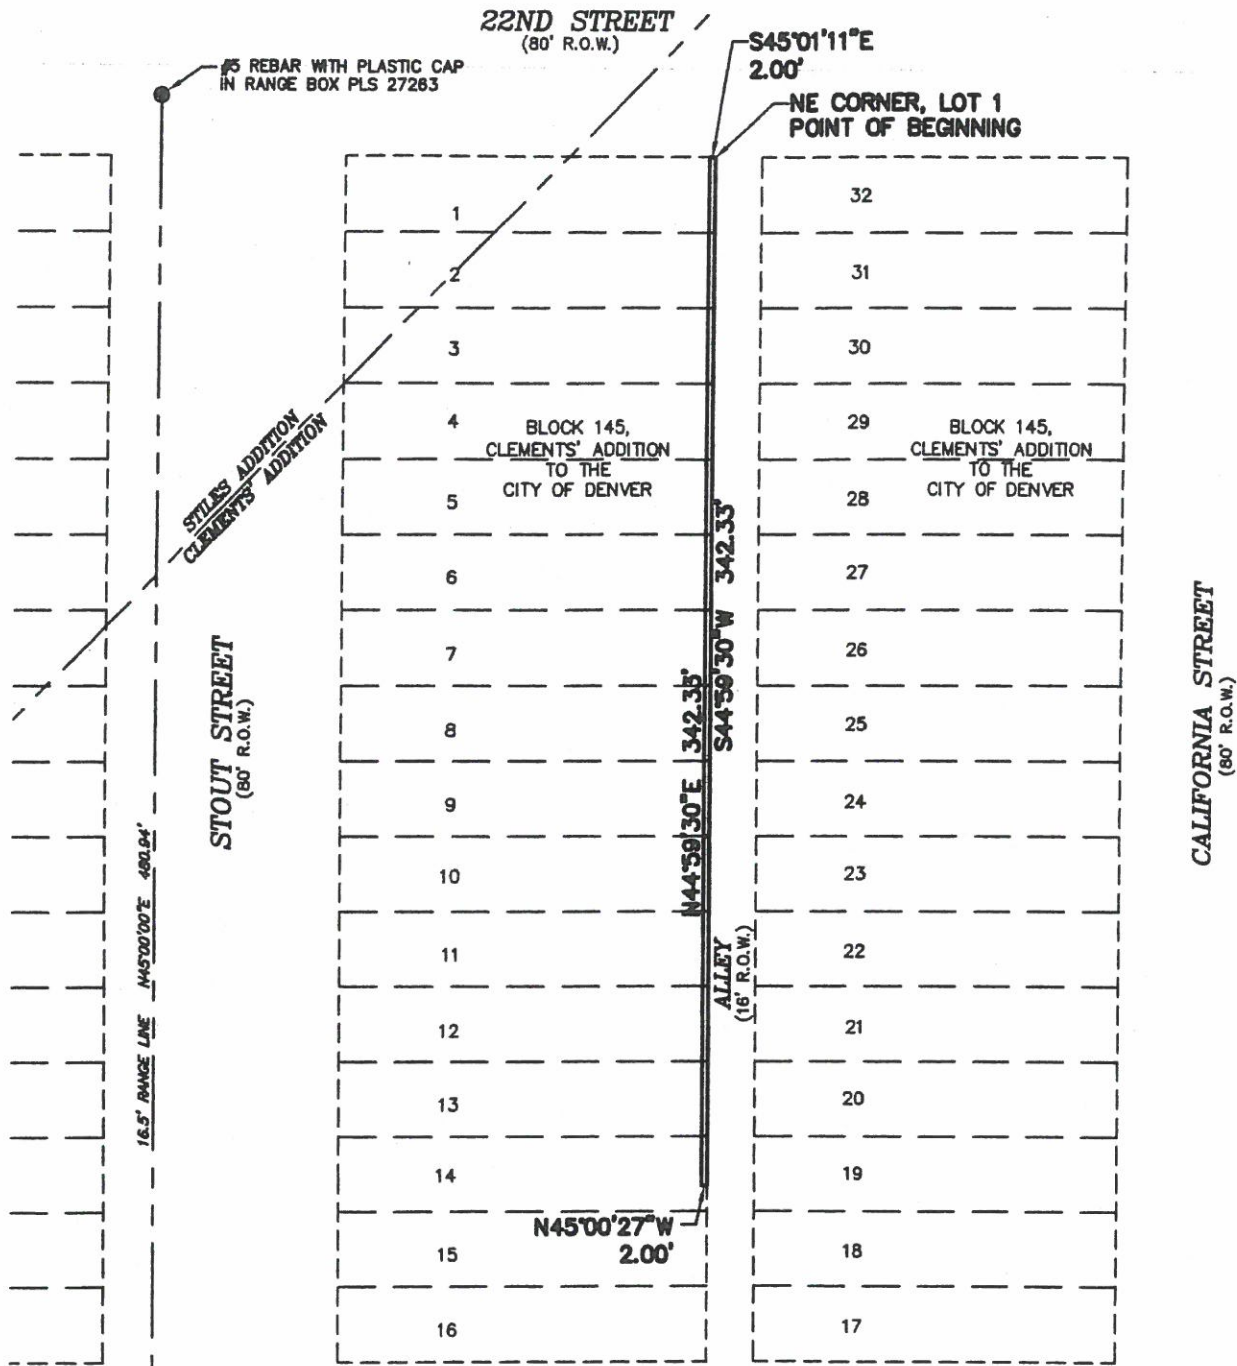 22ND STREET
(80' R.O.W.)
#5 REBAR WITH PLASTIC CAP
IN RANGE BOX PLS 27263
S45°01'11"E
2.00'
NE CORNER, LOT 1
POINT OF BEGINNING
1
2
3
4
5
6
7
8
9
10
11
12
13
14
15
16
32
31
30
29
28
27
26
25
24
23
22
21
20
19
18
17
BLOCK 145,
CLEMENTS' ADDITION
TO THE
CITY OF DENVER
BLOCK 145,
CLEMENTS' ADDITION
TO THE
CITY OF DENVER
STILES ADDITION
CLEMENTS' ADDITION
STOUT STREET
(80' R.O.W.)
16.5' RANGE LINE N45°00'00"E 480.94'
N44°59'30"E 342.33'
S44°59'30"W 342.33'
ALLEY
(16' R.O.W.)
CALIFORNIA STREET
(80' R.O.W.)
N45°00'27"W
2.00'